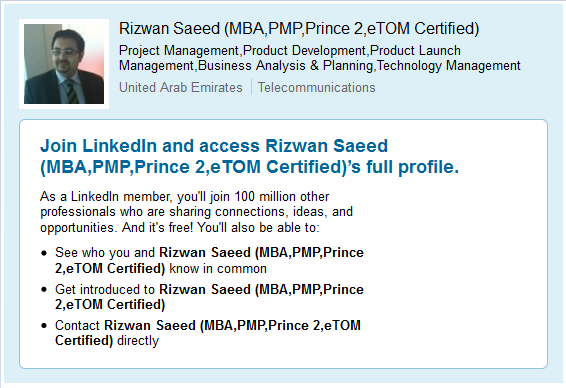 Rizwan Saeed (MBA,PMP,Prince 2,eTOM Certified)
Project Management,Product Development,Product Launch
Management,Business Analysis & Planning,Technology Management
United Arab Emirates Telecommunications
Join LinkedIn and access Rizwan Saeed
(MBA,PMP,Prince 2,eTOM Certified)’s full profile.
As a LinkedIn member, you'll join 100 million other
professionals who are sharing connections, ideas, and
opportunities. And it's free! You'll also be able to:
• See who you and Rizwan Saeed (MBA,PMP,Prince
2,eTOM Certified) know in common
• Get introduced to Rizwan Saeed (MBA,PMP,Prince
2,eTOM Certified)
• Contact Rizwan Saeed (MBA,PMP,Prince 2,eTOM
Certified) directly